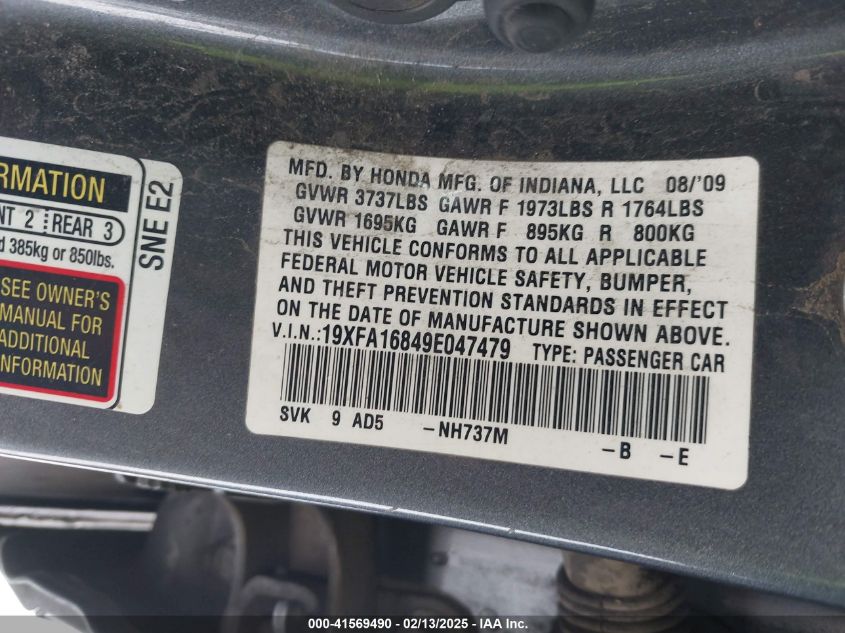 RMATION
NT 2 REAR 3
d 385kg or 850lbs.
SEE OWNER'S
MANUAL FOR
ADDITIONAL
INFORMATION
SNE E2
MFD. BY HONDA MFG. OF INDIANA, LLC 08/'09
GVWR 3737LBS GAWR F 1973LBS R 1764LBS
GVWR 1695KG GAWR F 895KG R 800KG
THIS VEHICLE CONFORMS TO ALL APPLICABLE
FEDERAL MOTOR VEHICLE SAFETY, BUMPER,
AND THEFT PREVENTION STANDARDS IN EFFECT
ON THE DATE OF MANUFACTURE SHOWN ABOVE.
V.I.N.:19XFA16849E047479 TYPE: PASSENGER CAR
SVK 9 AD5 -NH737M -B -E
000-41569490 - 02/13/2025 - IAA Inc.